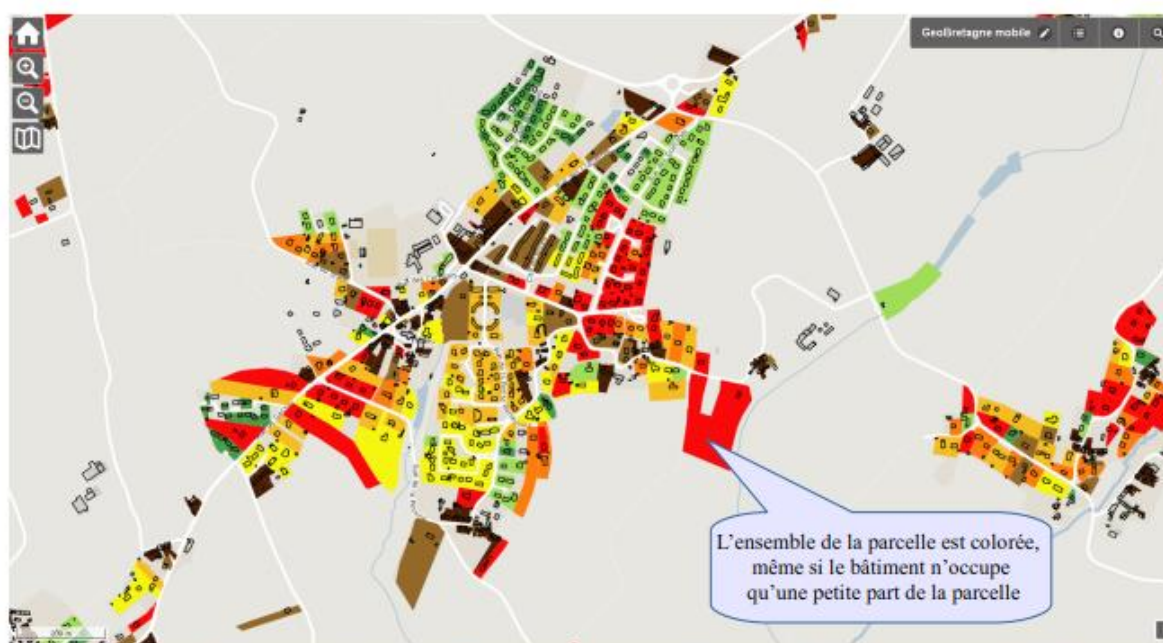 GéoBretagne mobile
L'ensemble de la parcelle est colorée,
même si le bâtiment n'occupe
qu'une petite part de la parcelle